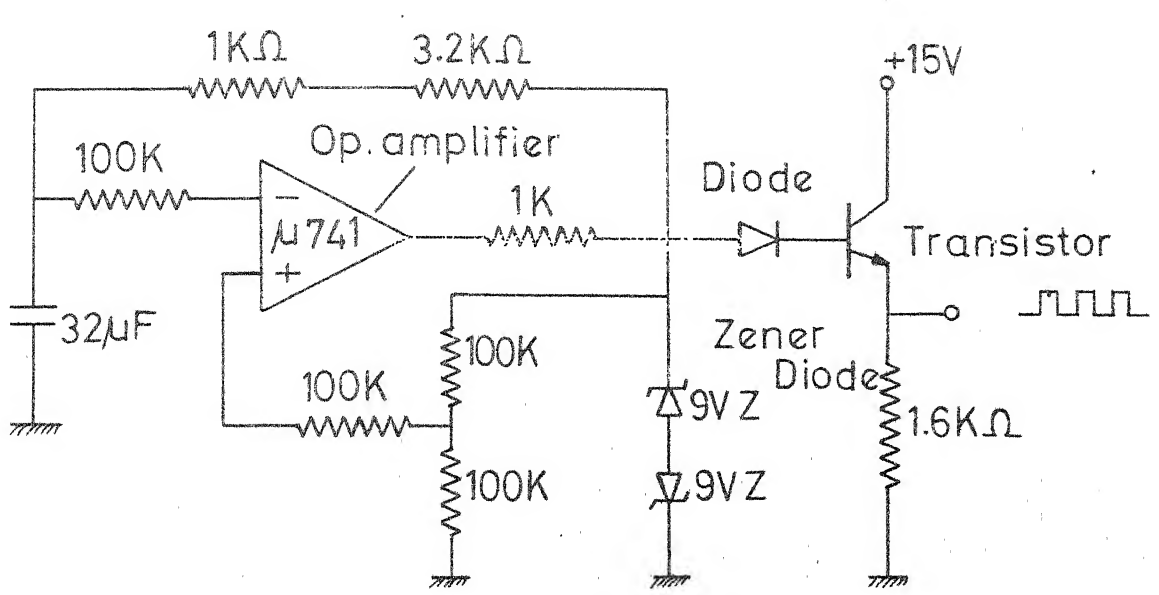 1KΩ
3.2KΩ
+15V
Op. amplifier
100K
Diode
1K
−
μ741
+
Transistor
32μF
Zener
Diode
100K
100K
9V Z
1.6KΩ
100K
9V Z